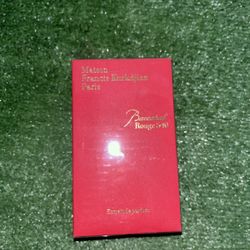 Maison
Francis Kurkdjian
Paris
Baccarat
Rouge 540
Extrait de parfum